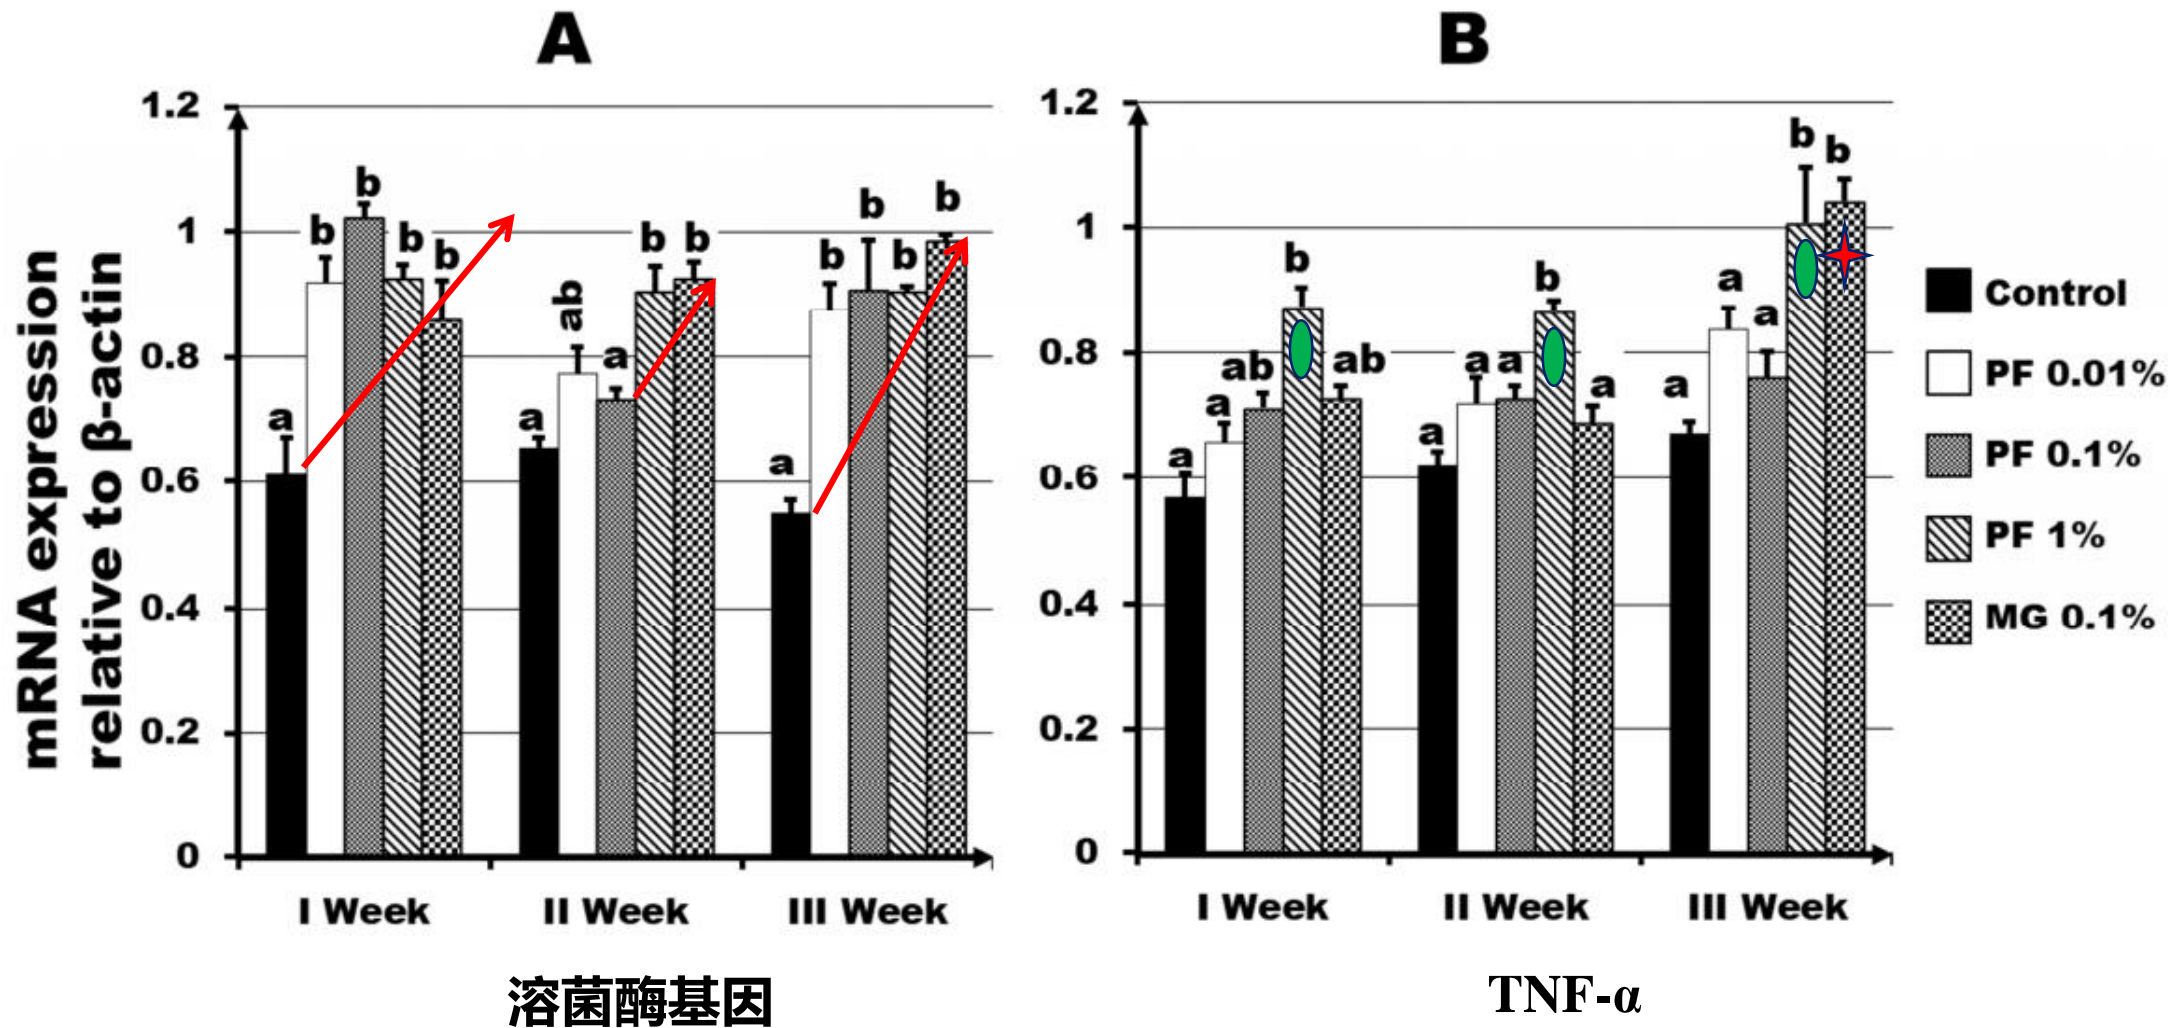 A
B
mRNA expression
relative to β-actin
1.2
1
0.8
0.6
0.4
0.2
0
a
b
b
b
b
a
ab
a
b
b
a
b
b
b
b
I Week
II Week
III Week
溶菌酶基因
1.2
1
0.8
0.6
0.4
0.2
0
a
a
ab
b
ab
a
a
a
b
a
a
a
a
b
b
I Week
II Week
III Week
TNF-α
Control
PF 0.01%
PF 0.1%
PF 1%
MG 0.1%